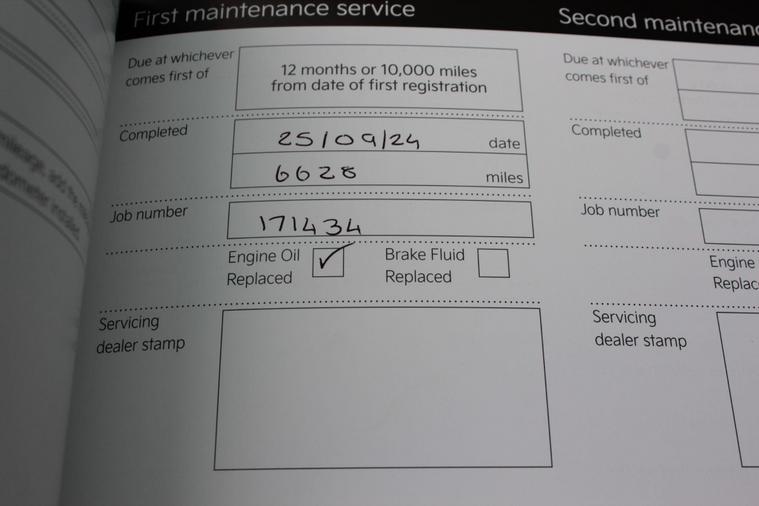 First maintenance service
Due at whichever
comes first of
12 months or 10,000 miles
from date of first registration
Completed
25/09/24 date
6628 miles
Job number
171434
Engine Oil
Replaced
Brake Fluid
Replaced
Servicing
dealer stamp
Second
Due at whichever
comes first of
Completed
Job number
Engine
Servicing
dealer stamp